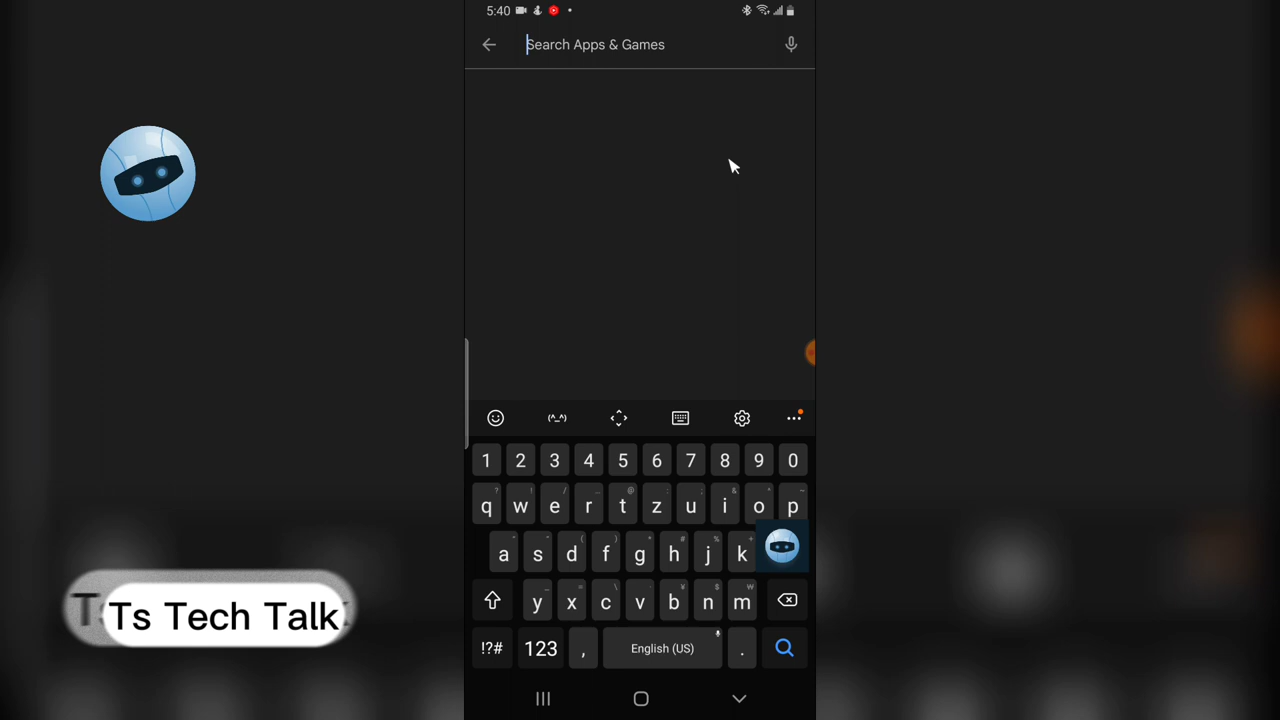 5:40
Search Apps & Games
1 2 3 4 5 6 7 8 9 0
q w e r t z u i o p
a s d f g h j k
y x c v b n m
!?# 123 , English (US) .
Ts Tech Talk